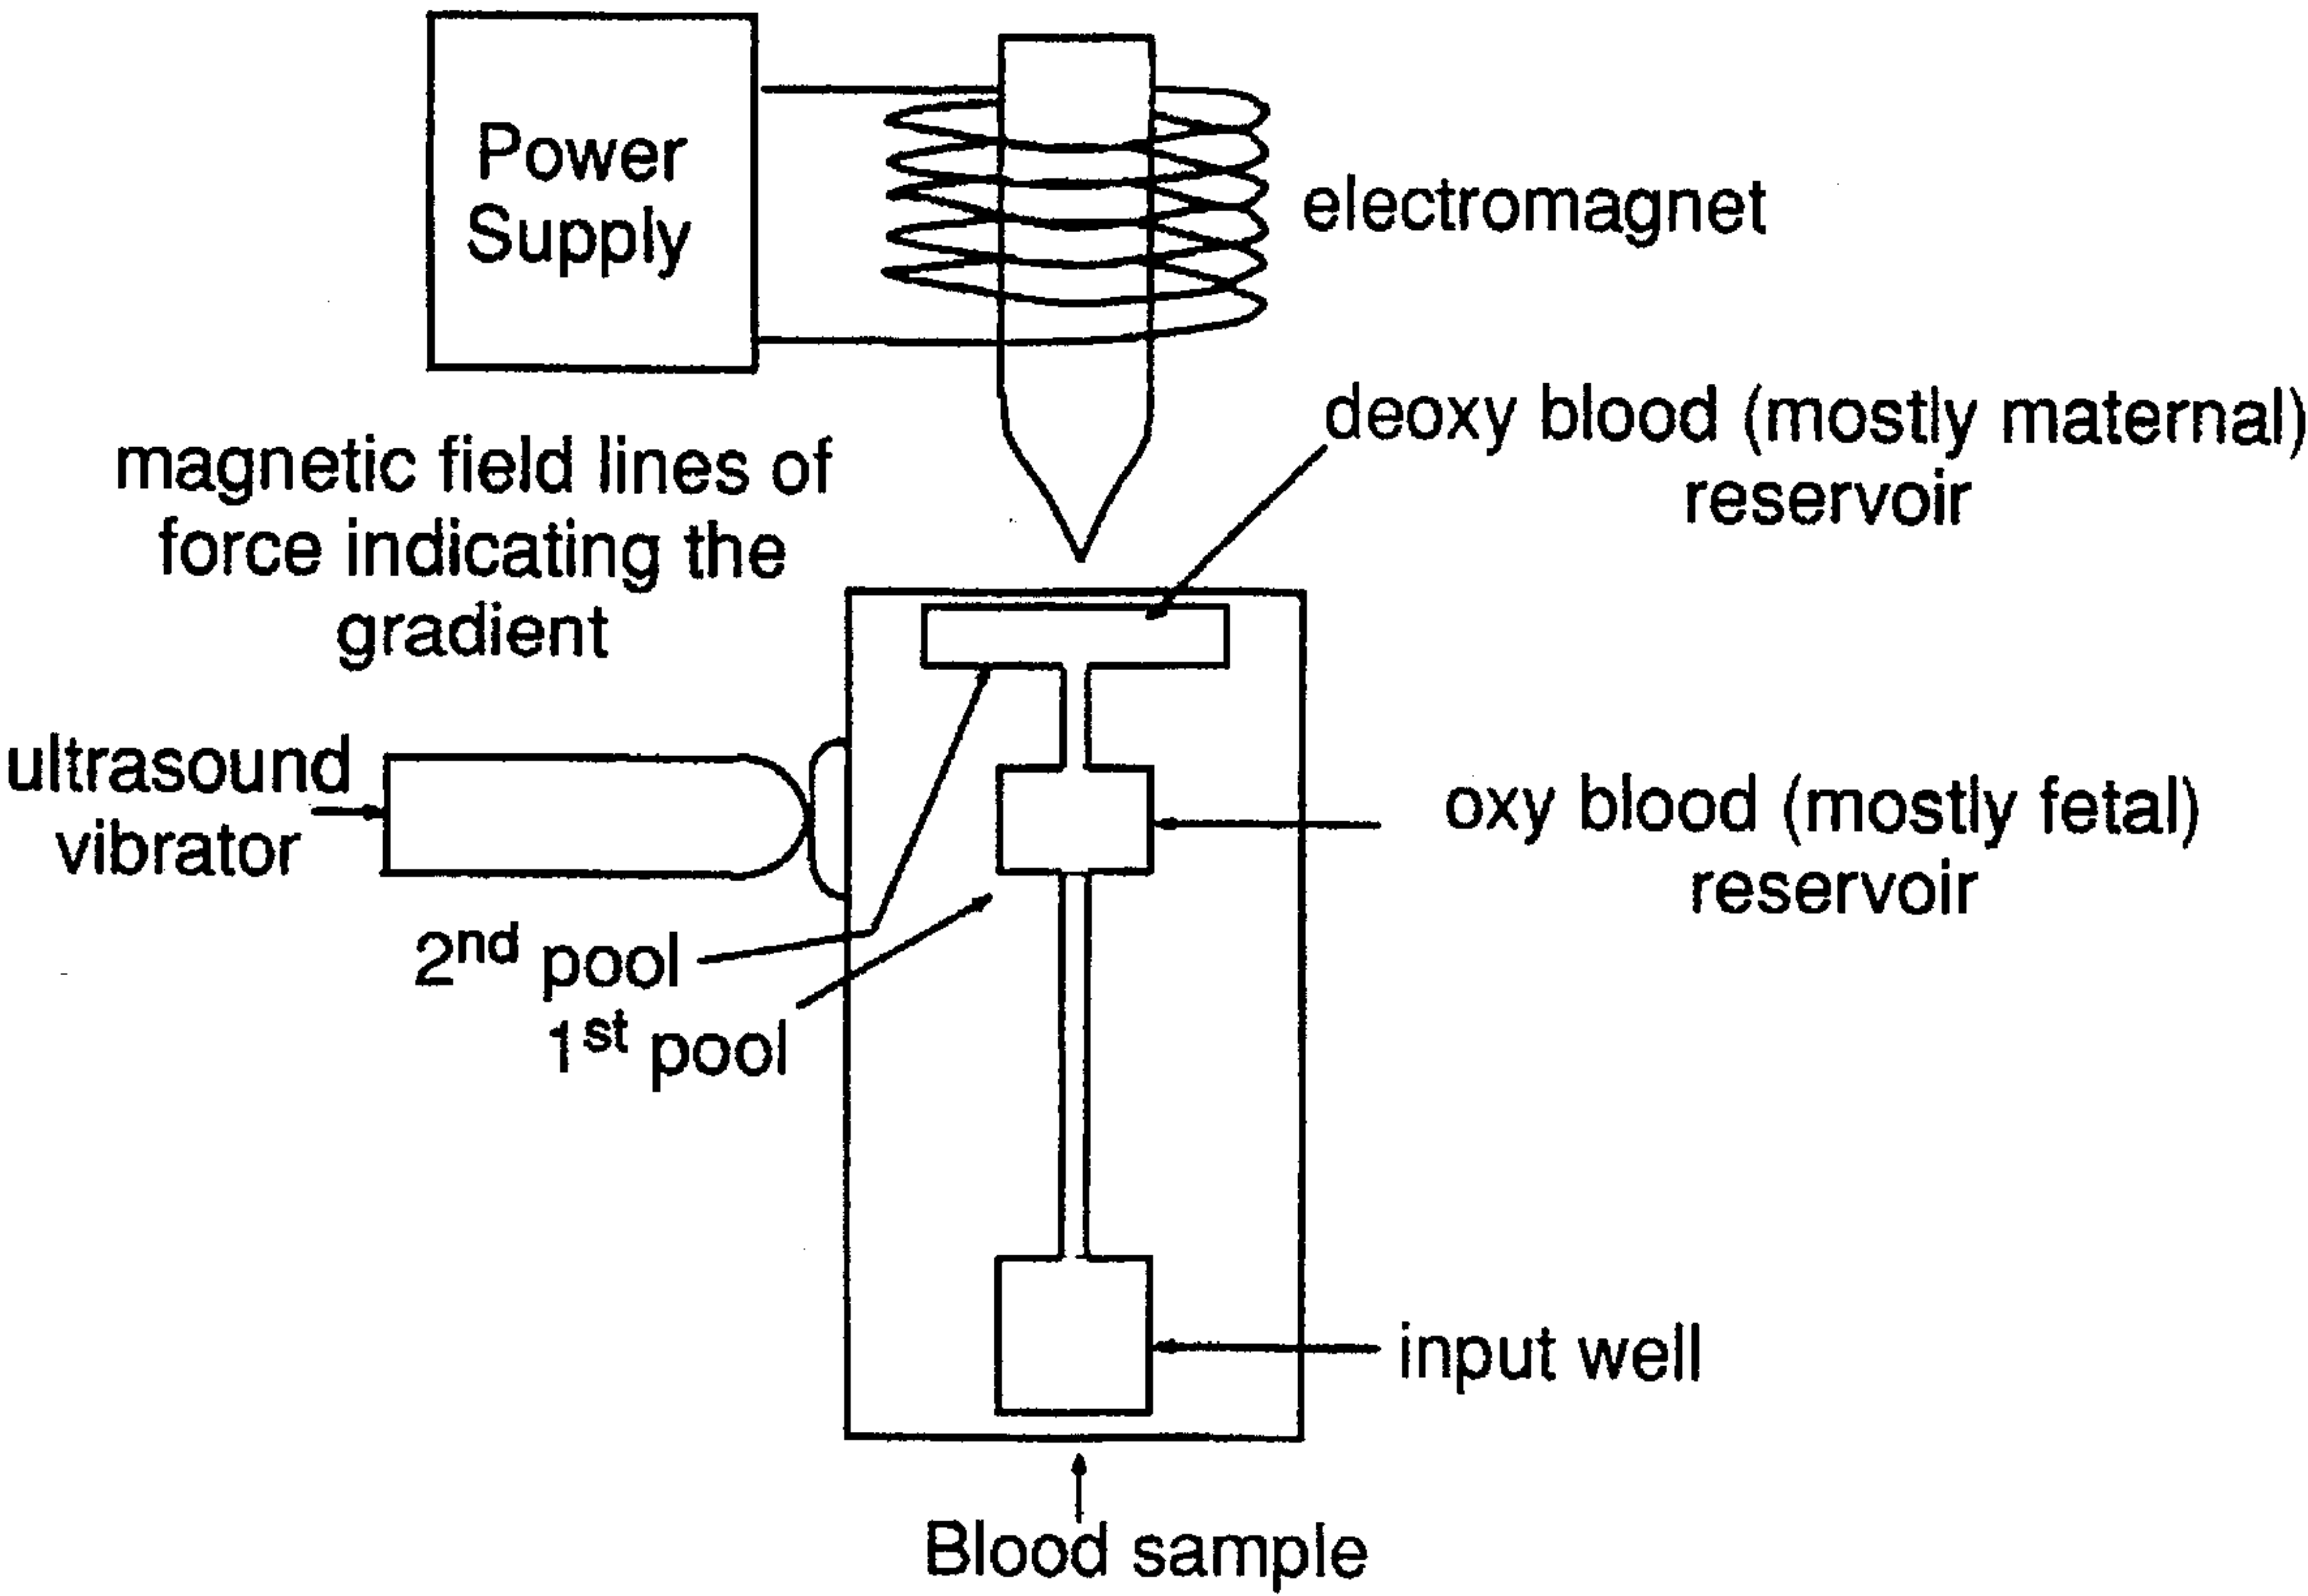 Power
Supply
electromagnet
deoxy blood (mostly maternal)
reservoir
magnetic field lines of
force indicating the
gradient
ultrasound
vibrator
oxy blood (mostly fetal)
reservoir
2nd pool
1st pool
input well
Blood sample